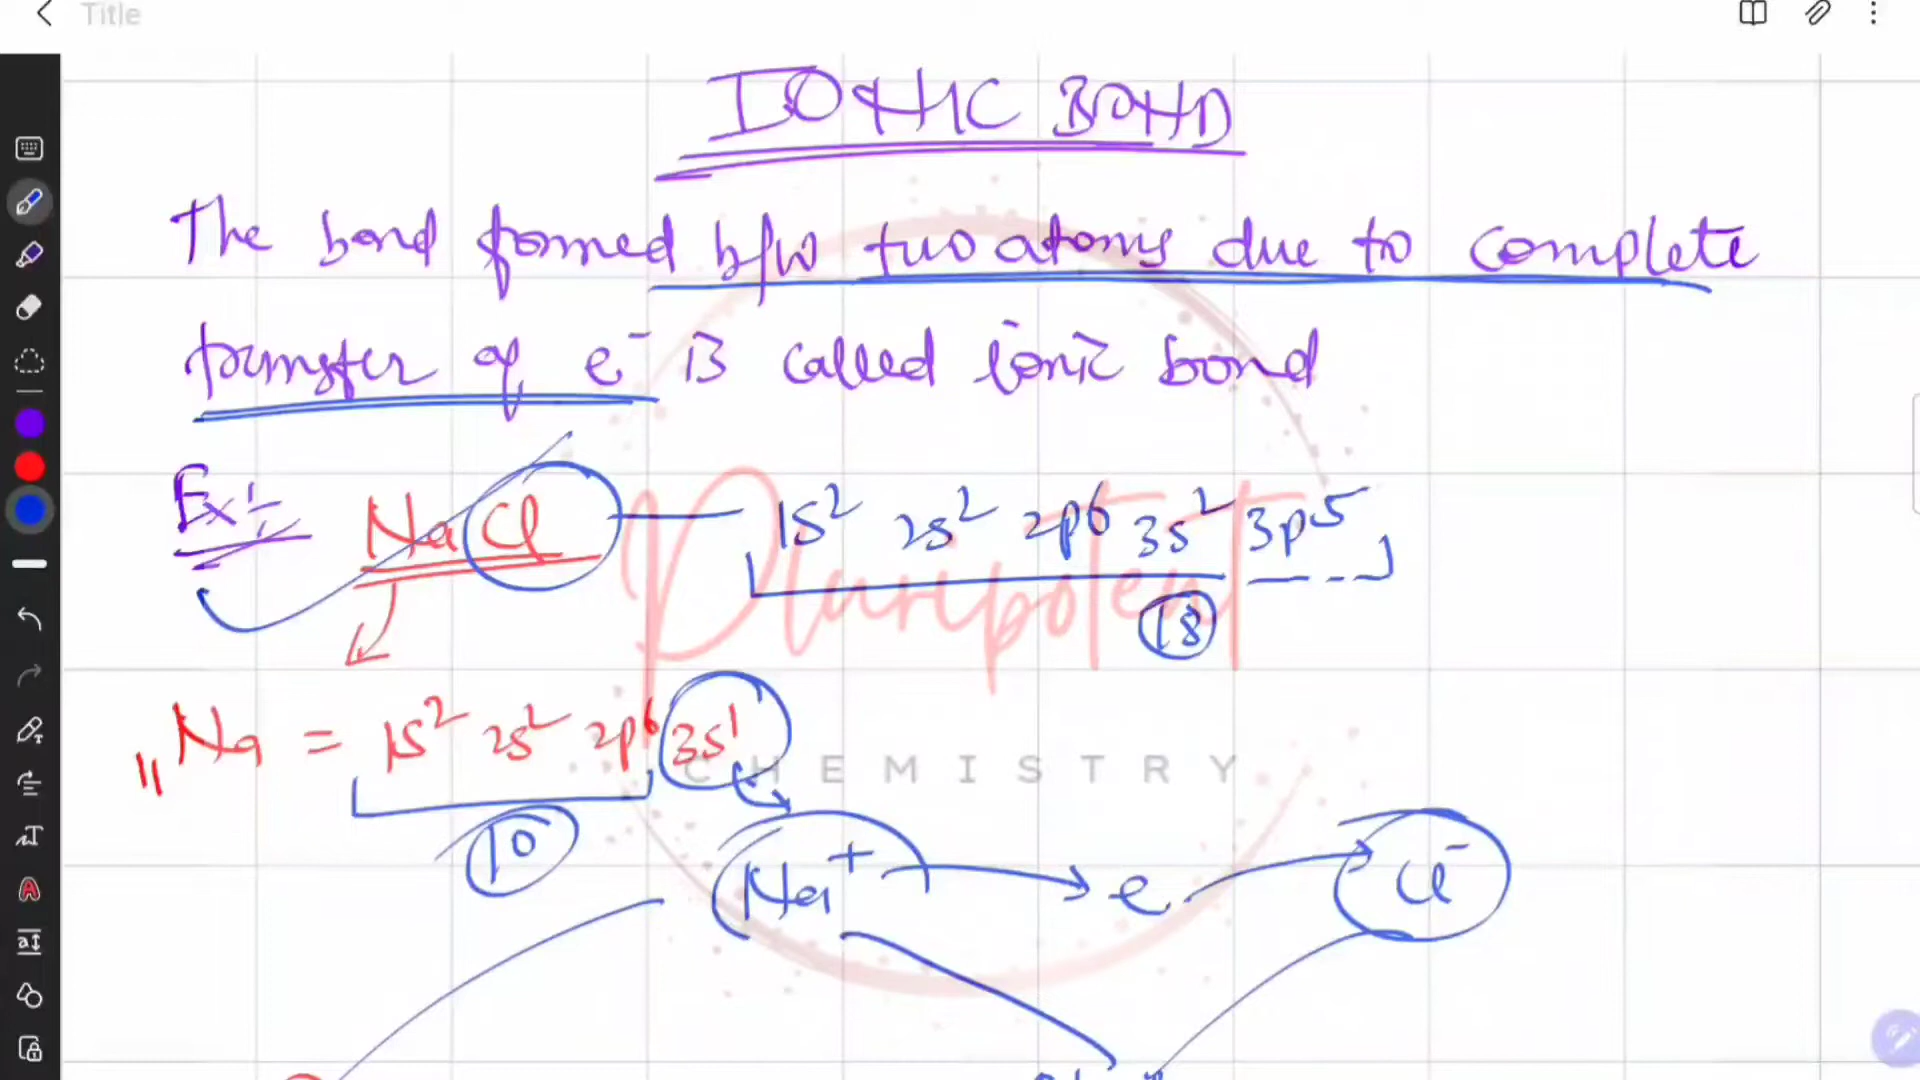 Title
IONIC BOND
The bond formed b/w two atoms due to complete
transfer of e⁻ is called ionic bond
Ex:- NaCl 1s² 2s² 2p⁶ 3s² 3p⁵
18
Pluripotent
11Na = 1s² 2s² 2p⁶ 3s¹
CHEMISTRY
10
Na⁺ e Cl⁻